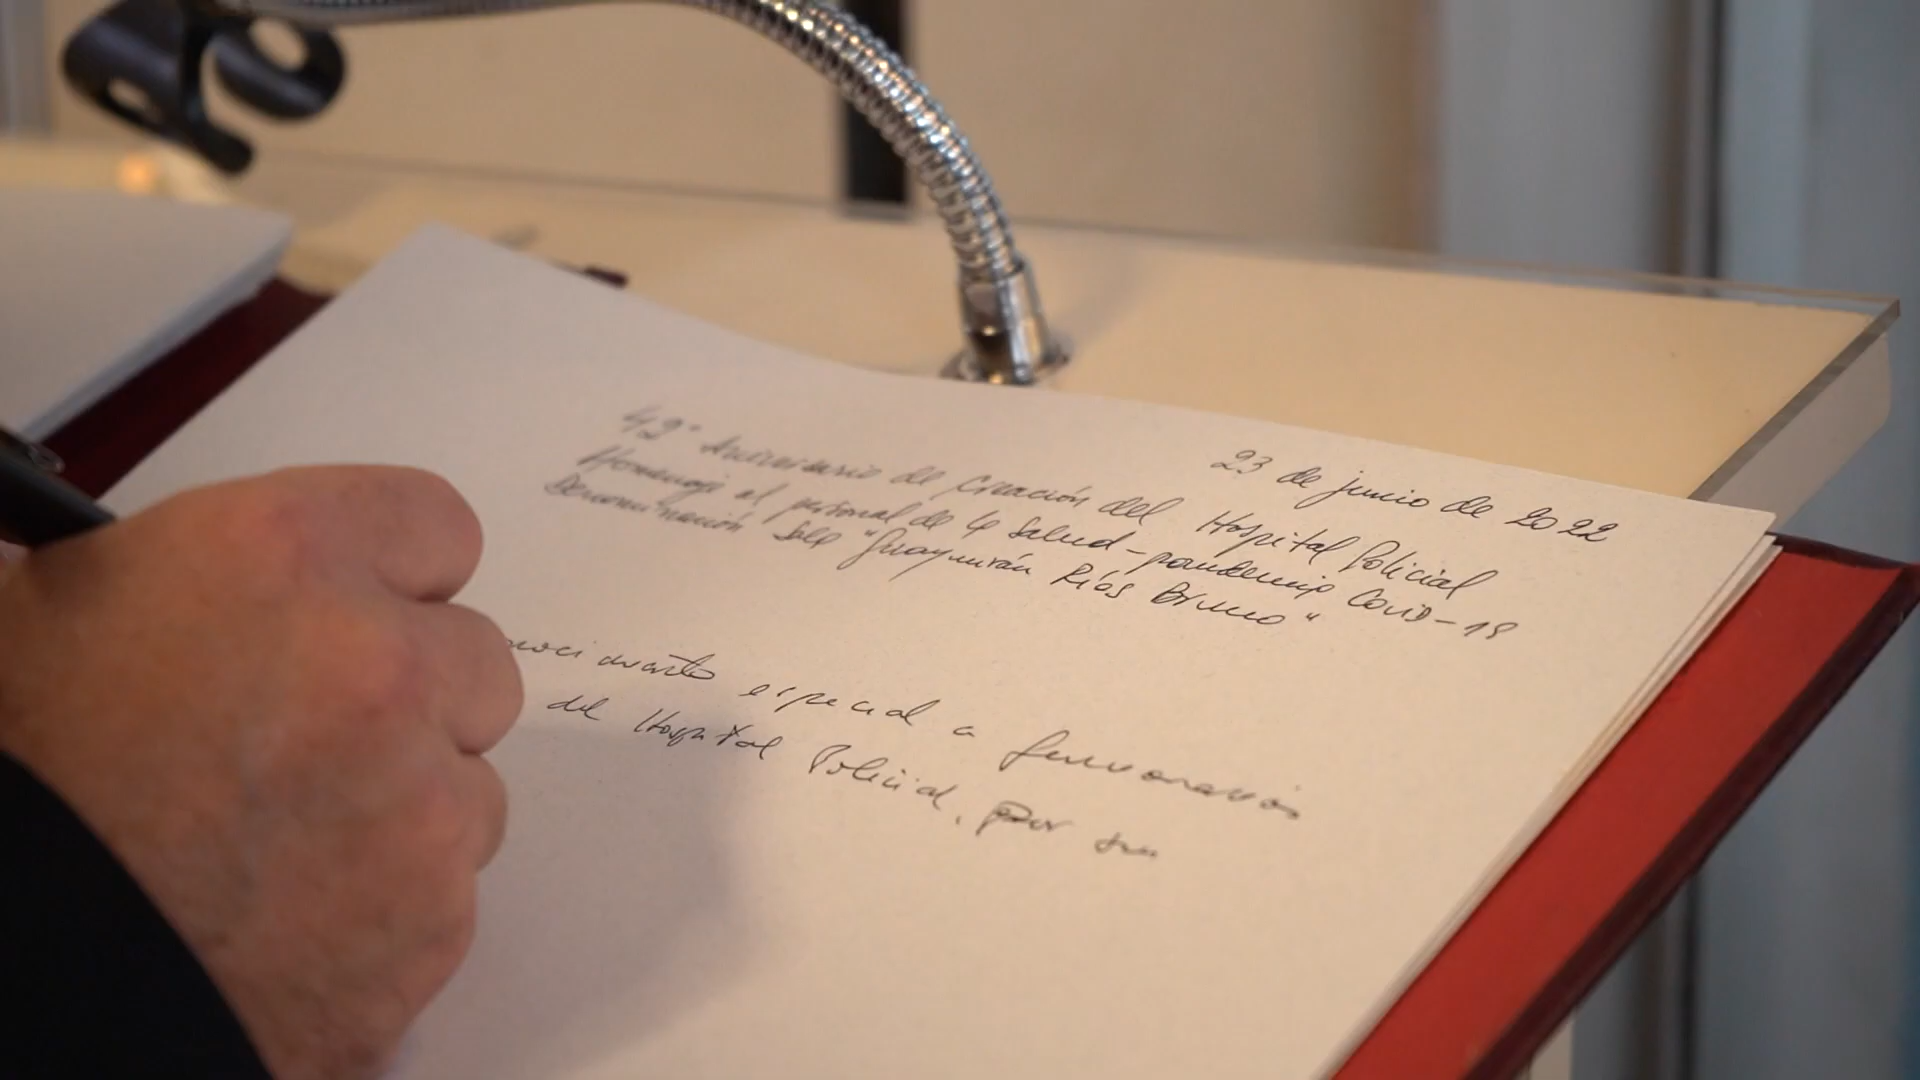 23 de junio de 2022
42° Aniversario de Creación del Hospital Policial
Homenaje al personal de la Salud-pandemia Covid-19
Denominación Sala "Guaymirán Ríos Bruno"
especial a funcionarios
del Hospital Policial, por su